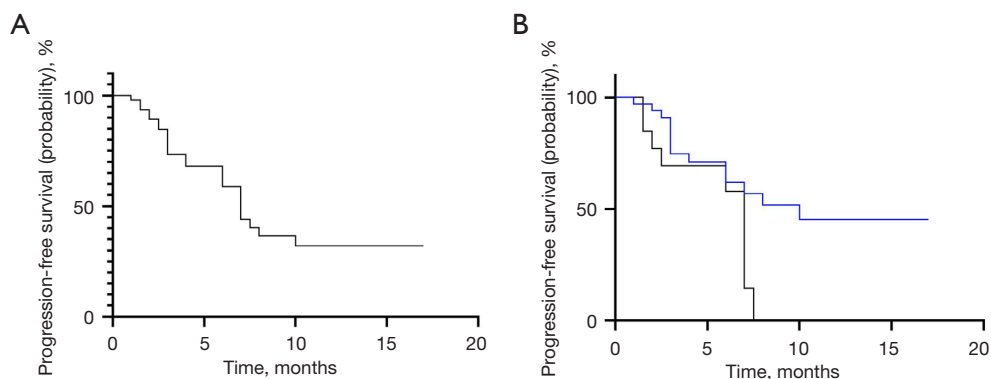 A
Progression-free survival (probability), %
100
50
0
0 5 10 15 20
Time, months
B
Progression-free survival (probability), %
100
50
0
0 5 10 15 20
Time, months